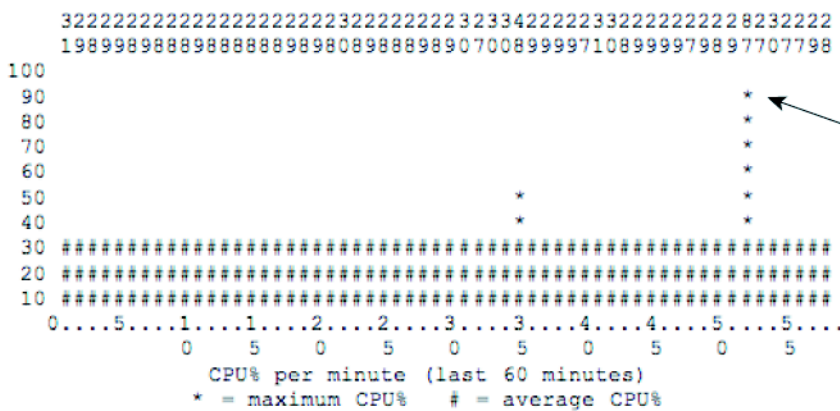 3222222222222222222223222222223233422222332222222228232222
100
90 *
80 *
70 *
60 *
50 * *
40 * *
30 ##########################################################
20 ##########################################################
10 ##########################################################
0....5....1....1....2....2....3....3....4....4....5....5...
0 5 0 5 0 5 0 5 0 5
CPU% per minute (last 60 minutes)
* = maximum CPU% # = average CPU%